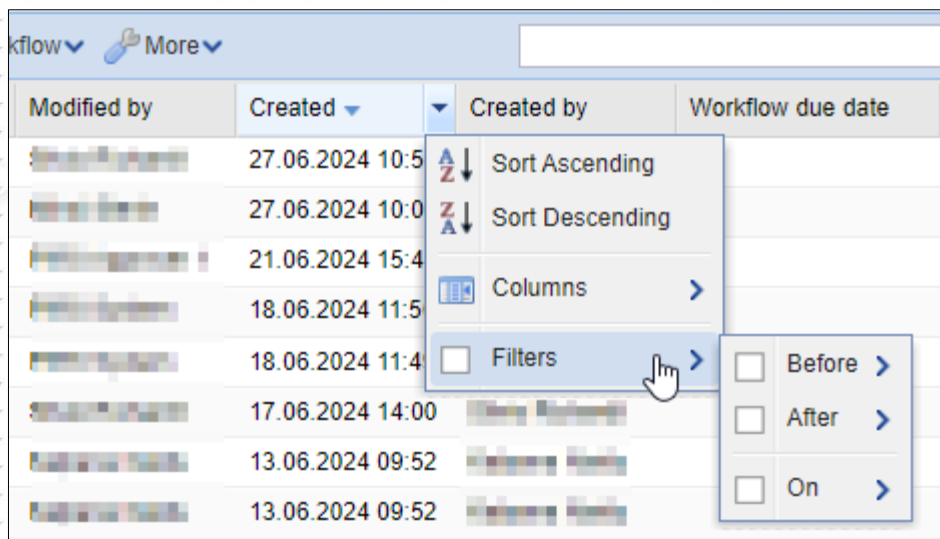 kflow More
Modified by Created Created by Workflow due date
27.06.2024 10:5
Sort Ascending
27.06.2024 10:0
Sort Descending
21.06.2024 15:4
Columns
18.06.2024 11:5
18.06.2024 11:4
Filters
Before
17.06.2024 14:00
After
13.06.2024 09:52
On
13.06.2024 09:52